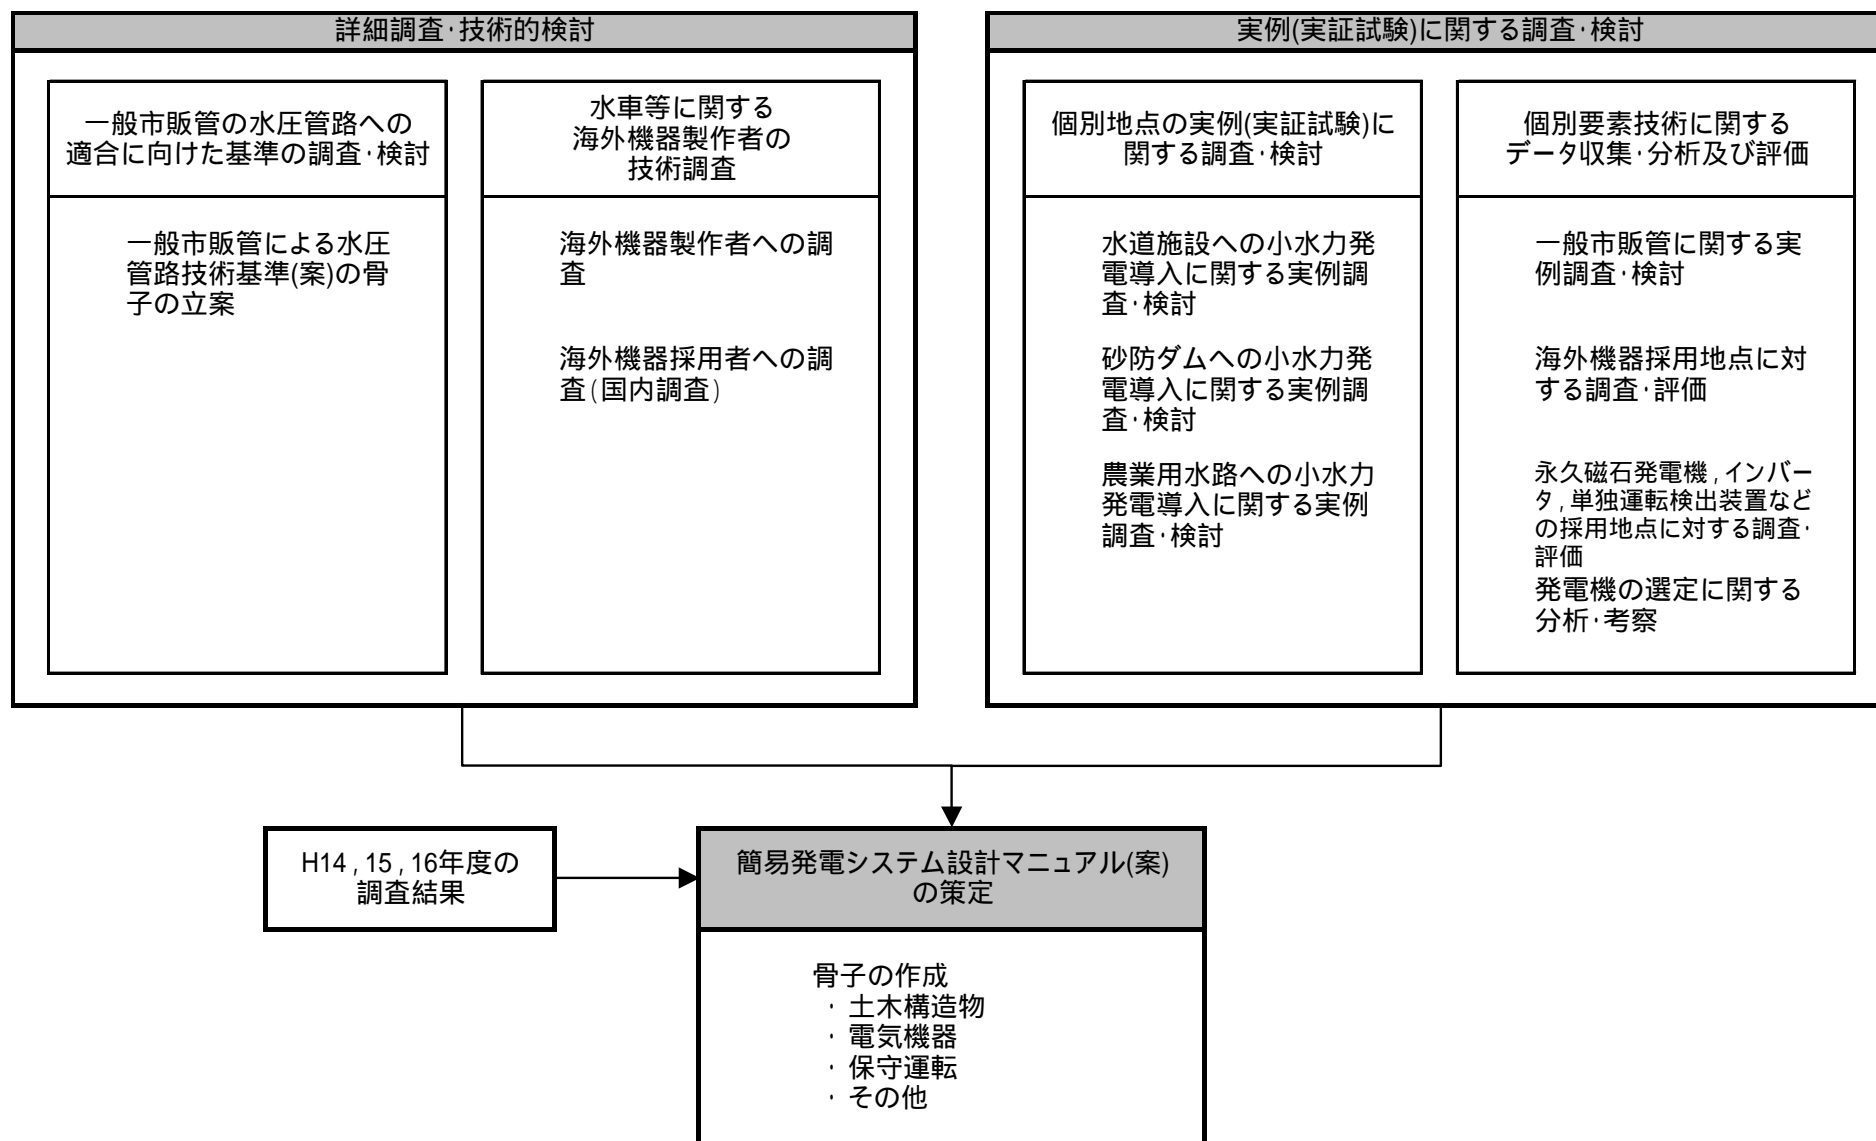 詳細調査・技術的検討
一般市販管の水圧管路への
適合に向けた基準の調査・検討
一般市販管による水圧
管路技術基準(案)の骨
子の立案
水車等に関する
海外機器製作者の
技術調査
海外機器製作者への調
査
海外機器採用者への調
査(国内調査)
実例(実証試験)に関する調査・検討
個別地点の実例(実証試験)に
関する調査・検討
水道施設への小水力発
電導入に関する実例調
査・検討
砂防ダムへの小水力発
電導入に関する実例調
査・検討
農業用水路への小水力
発電導入に関する実例
調査・検討
個別要素技術に関する
データ収集・分析及び評価
一般市販管に関する実
例調査・検討
海外機器採用地点に対
する調査・評価
永久磁石発電機,インバー
タ,単独運転検出装置など
の採用地点に対する調査・
評価
発電機の選定に関する
分析・考察
H14,15,16年度の
調査結果
簡易発電システム設計マニュアル(案)
の策定
骨子の作成
・土木構造物
・電気機器
・保守運転
・その他